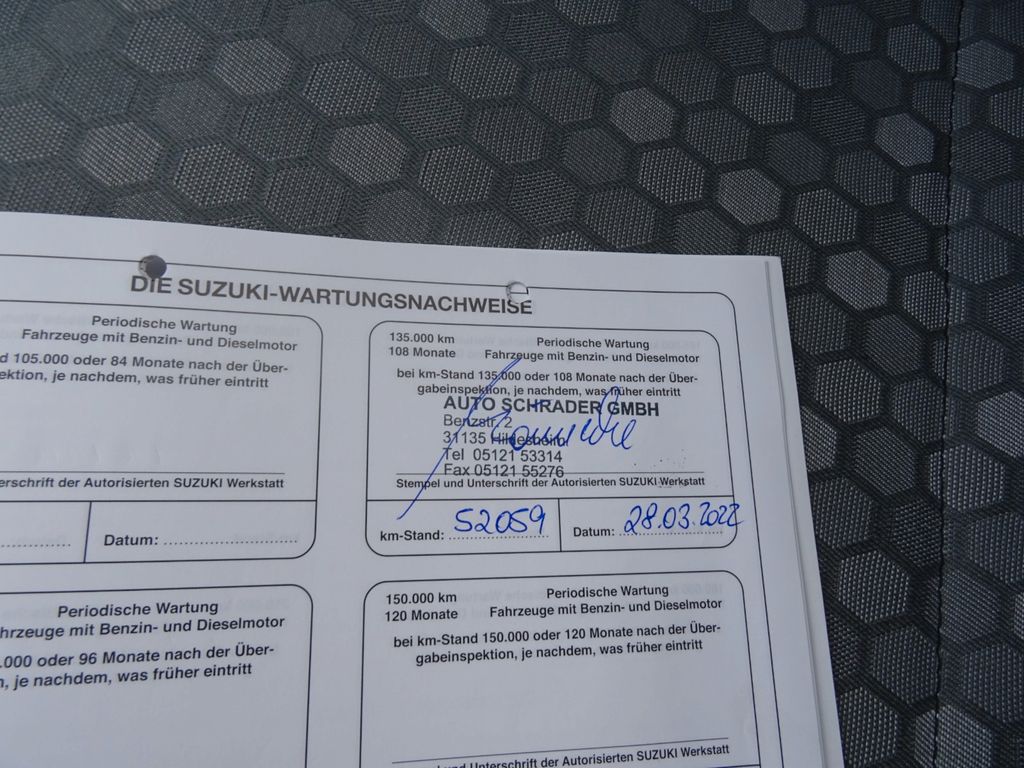 DIE SUZUKI-WARTUNGSNACHWEISE
Periodische Wartung
Fahrzeuge mit Benzin- und Dieselmotor
105.000 oder 84 Monate nach der Über-
ektion, je nachdem, was früher eintritt
erschrift der Autorisierten SUZUKI Werkstatt
Datum:
135.000 km
108 Monate
Periodische Wartung
Fahrzeuge mit Benzin- und Dieselmotor
bei km-Stand 135.000 oder 108 Monate nach der Über-
gabeinspektion, je nachdem, was früher eintritt
AUTO SCHRADER GMBH
Benzstr. 2
31135 Hildesheim
Tel 05121 53314
Fax 05121 55276
Stempel und Unterschrift der Autorisierten SUZUKI Werkstatt
km-Stand: 52059
Datum: 28.03.2022
Periodische Wartung
hrzeuge mit Benzin- und Dieselmotor
.000 oder 96 Monate nach der Über-
n, je nachdem, was früher eintritt
150.000 km
120 Monate
Periodische Wartung
Fahrzeuge mit Benzin- und Dieselmotor
bei km-Stand 150.000 oder 120 Monate nach der Über-
gabeinspektion, je nachdem, was früher eintritt
und Unterschrift der Autorisierten SUZUKI Werkstatt